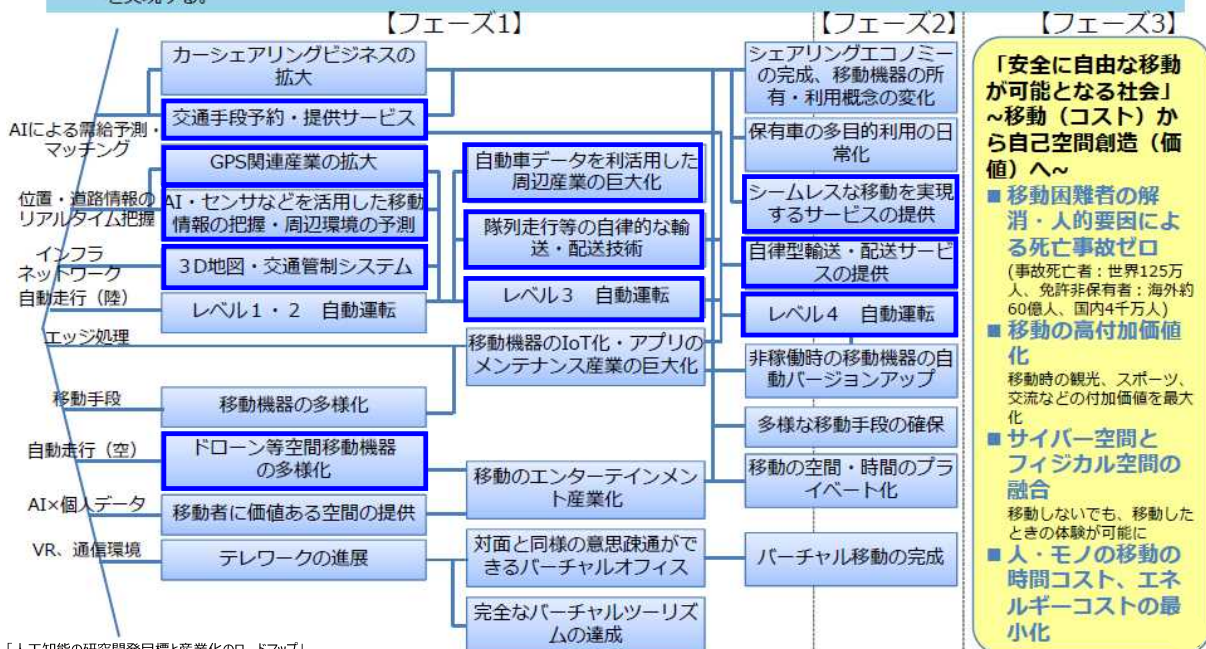 を実現する。
【フェーズ1】
【フェーズ2】
【フェーズ3】
AIによる需給予測・
マッチング
位置・道路情報の
リアルタイム把握
インフラ
ネットワーク
自動走行（陸）
エッジ処理
移動手段
自動走行（空）
AI×個人データ
VR、通信環境
カーシェアリングビジネスの
拡大
交通手段予約・提供サービス
GPS関連産業の拡大
AI・センサなどを活用した移動
情報の把握・周辺環境の予測
3D地図・交通管制システム
レベル1・2　自動運転
移動機器の多様化
ドローン等空間移動機器
の多様化
移動者に価値ある空間の提供
テレワークの進展
自動車データを利活用した
周辺産業の巨大化
隊列走行等の自律的な輸
送・配送技術
レベル3　自動運転
移動機器のIoT化・アプリの
メンテナンス産業の巨大化
移動のエンターテインメン
ト産業化
対面と同様の意思疎通がで
きるバーチャルオフィス
完全なバーチャルツーリズ
ムの達成
シェアリングエコノミー
の完成、移動機器の所
有・利用概念の変化
保有車の多目的利用の日
常化
シームレスな移動を実現
するサービスの提供
自律型輸送・配送サービ
スの提供
レベル4　自動運転
非稼働時の移動機器の自
動バージョンアップ
多様な移動手段の確保
移動の空間・時間のプラ
イベート化
バーチャル移動の完成
「安全に自由な移動
が可能となる社会」
~移動（コスト）か
ら自己空間創造（価
値）へ~
■移動困難者の解
消・人的要因によ
る死亡事故ゼロ
(事故死亡者：世界125万
人、免許非保有者：海外約
60億人、国内4千万人)
■移動の高付加価値
化
移動時の観光、スポーツ、
交流などの付加価値を最大
化
■サイバー空間と
フィジカル空間の
融合
移動しないでも、移動した
ときの体験が可能に
■人・モノの移動の
時間コスト、エネ
ルギーコストの最
小化
「人工知能の研究開発目標と産業化のロードマップ」